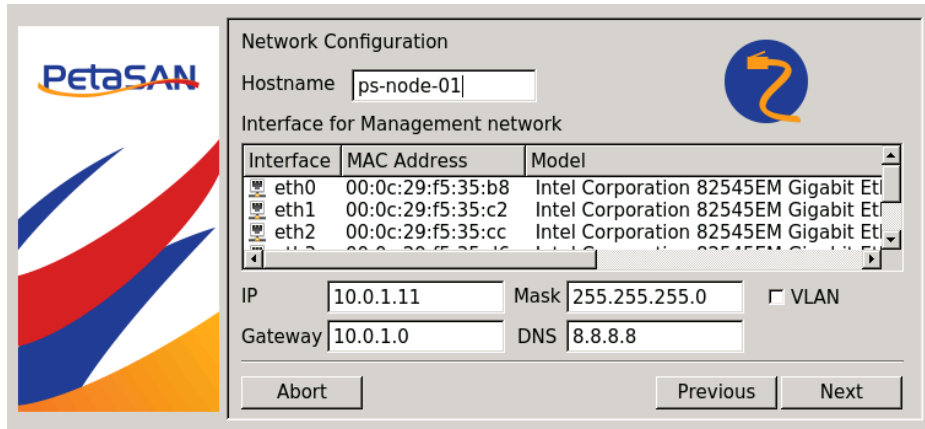 PetaSAN
Network Configuration
Hostname ps-node-01
Interface for Management network
Interface MAC Address Model
eth0 00:0c:29:f5:35:b8 Intel Corporation 82545EM Gigabit Et
eth1 00:0c:29:f5:35:c2 Intel Corporation 82545EM Gigabit Et
eth2 00:0c:29:f5:35:cc Intel Corporation 82545EM Gigabit Et
IP 10.0.1.11 Mask 255.255.255.0 VLAN
Gateway 10.0.1.0 DNS 8.8.8.8
Abort Previous Next